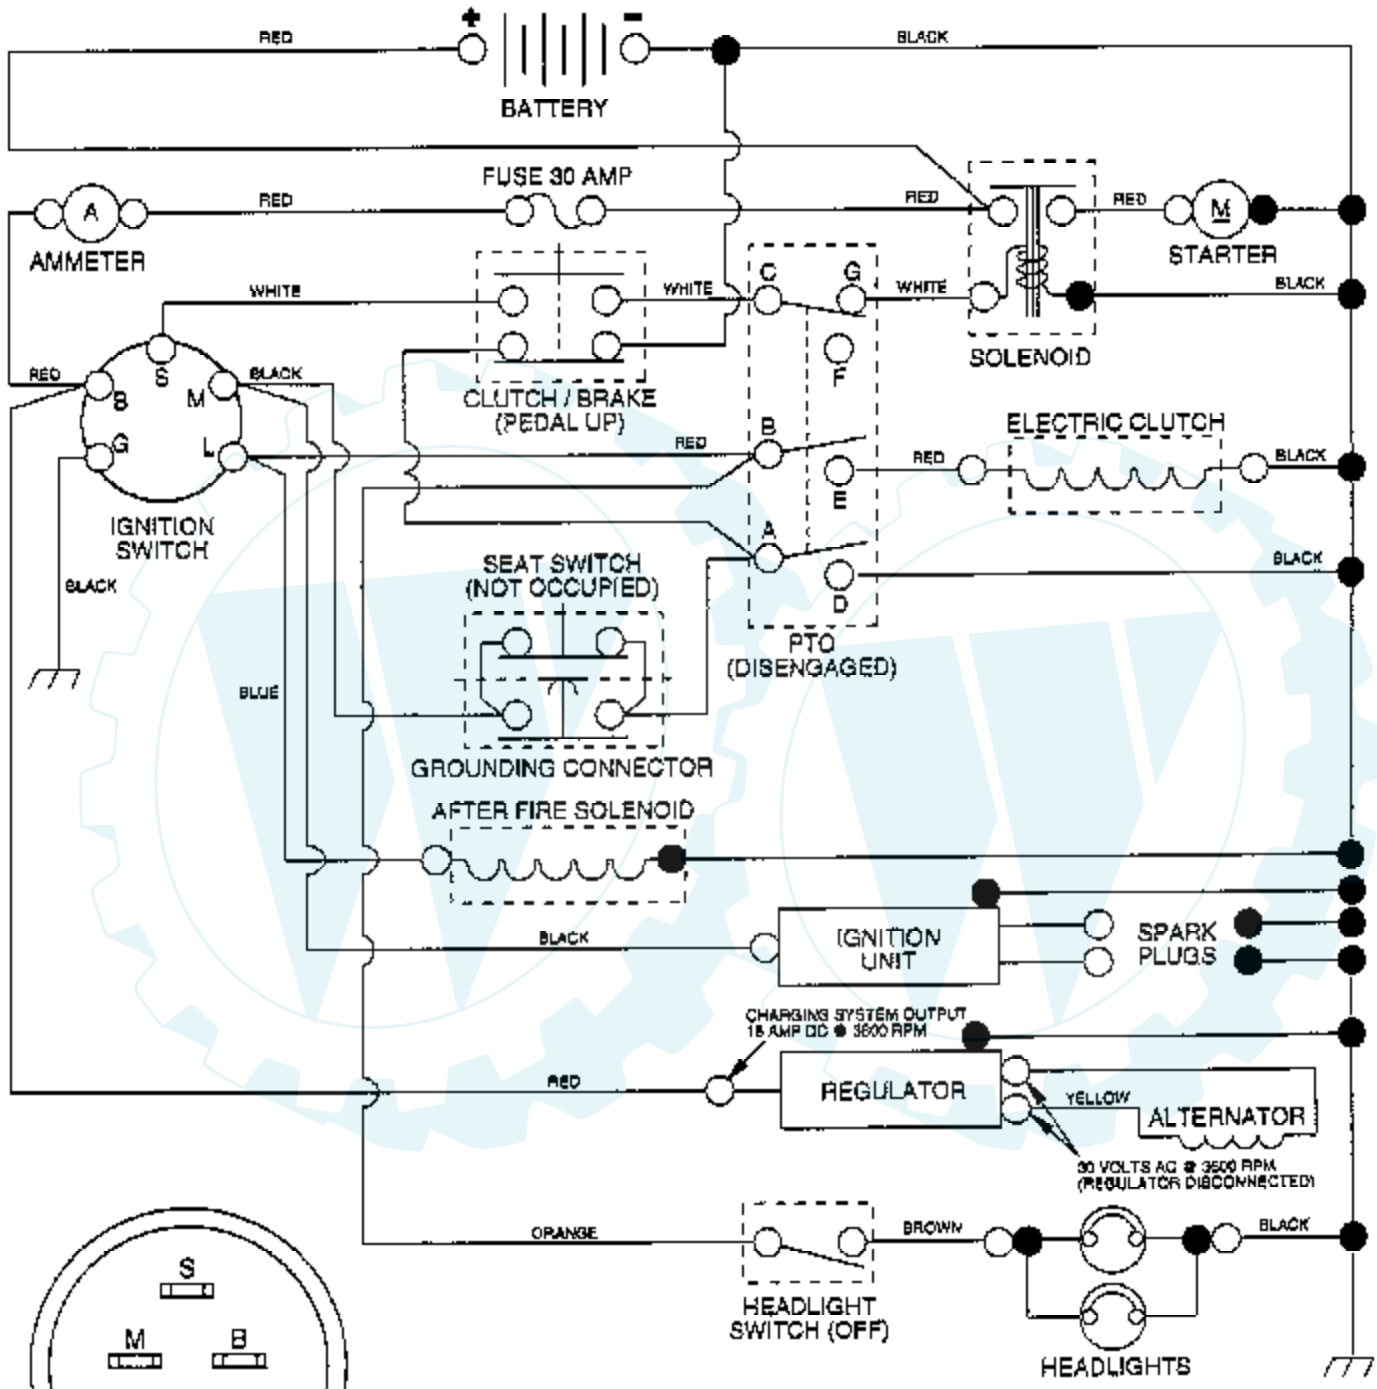 + -
RED
BLACK
BATTERY
FUSE 30 AMP
A
RED
RED
RED
M
AMMETER
STARTER
WHITE
WHITE
C G
WHITE
BLACK
S
F
SOLENOID
RED
B
M
BLACK
CLUTCH / BRAKE
(PEDAL UP)
G
L
RED
B
ELECTRIC CLUTCH
RED
BLACK
E
IGNITION
SWITCH
A
SEAT SWITCH
(NOT OCCUPIED)
BLACK
BLACK
D
PTO
(DISENGAGED)
BLUE
GROUNDING CONNECTOR
AFTER FIRE SOLENOID
BLACK
IGNITION
UNIT
SPARK
PLUGS
CHARGING SYSTEM OUTPUT
15 AMP DC @ 3600 RPM
RED
REGULATOR
YELLOW
ALTERNATOR
30 VOLTS AC @ 3600 RPM
(REGULATOR DISCONNECTED)
ORANGE
BROWN
BLACK
HEADLIGHT
SWITCH (OFF)
HEADLIGHTS
S
M B